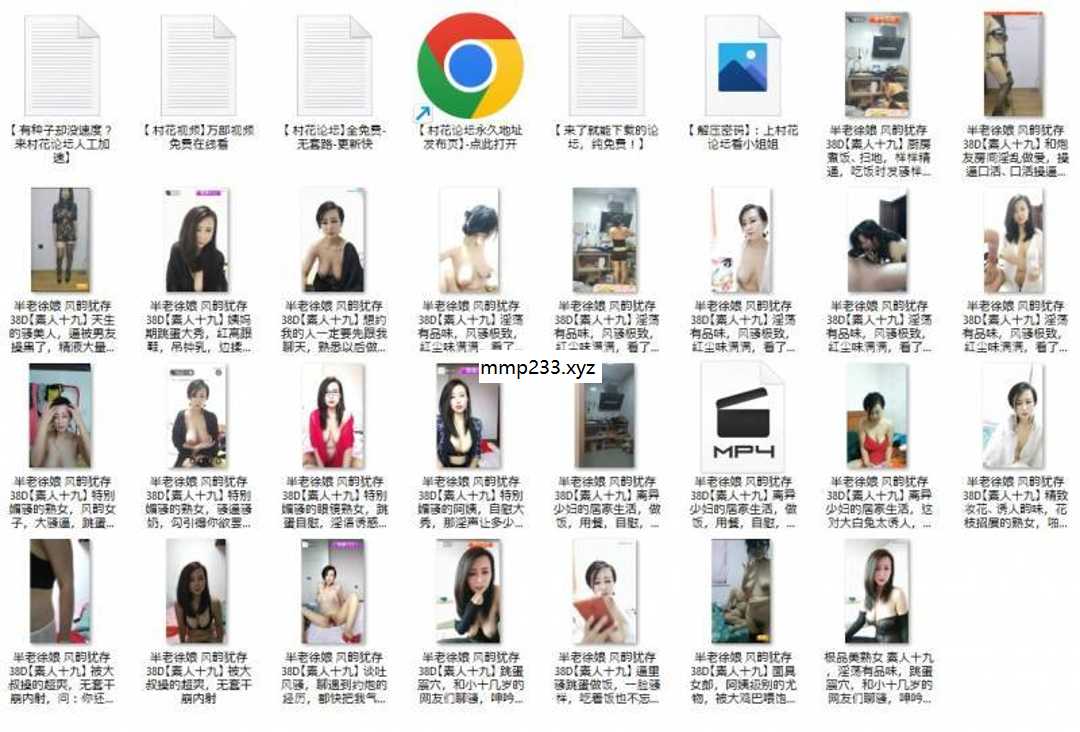 【有种子却没速度？
来村花论坛人工加
速】
【村花视频】万部视频
免费在线看
【村花论坛】全免费-
无套路-更新快
【村花论坛永久地址
发布页】-点此打开
【来了就能下载的论
坛，纯免费！】
【解压密码】：上村花
论坛看小姐姐
半老徐娘 风韵犹存
38D【素人十九】厨房
煮饭、扫地，样样精
通，吃饭时发骚样...
半老徐娘 风韵犹存
38D【素人十九】和炮
友房间淫乱做爱，操
逼口活、口活操逼...
半老徐娘 风韵犹存
38D【素人十九】天生
的骚美人，逼被男友
操黑了，精液大量...
半老徐娘 风韵犹存
38D【素人十九】姨妈
期跳蛋大秀，红高跟
鞋，吊钟乳，边揉...
半老徐娘 风韵犹存
38D【素人十九】想约
我的人一定要先跟我
聊天，熟悉以后做...
半老徐娘 风韵犹存
38D【素人十九】淫荡
有品味，风骚极致，
红尘味满满，看了...
半老徐娘 风韵犹存
38D【素人十九】淫荡
有品味，风骚极致，
红尘味满满，看了...
半老徐娘 风韵犹存
38D【素人十九】淫荡
有品味，风骚极致，
红尘味满满，看了...
半老徐娘 风韵犹存
38D【素人十九】淫荡
有品味，风骚极致，
红尘味满满，看了...
半老徐娘 风韵犹存
38D【素人十九】淫荡
有品味，风骚极致，
红尘味满满，看了...
mmp233.xyz
MP4
半老徐娘 风韵犹存
38D【素人十九】特别
媚骚的熟女，风韵女
子，大骚逼，跳蛋...
半老徐娘 风韵犹存
38D【素人十九】特别
媚骚的熟女，骚逼骚
奶，勾引得你欲罢...
半老徐娘 风韵犹存
38D【素人十九】特别
媚骚的眼镜熟女，跳
蛋自慰，淫语诱惑...
半老徐娘 风韵犹存
38D【素人十九】特别
媚骚的阿姨，自慰大
秀，那淫声让多少...
半老徐娘 风韵犹存
38D【素人十九】离异
少妇的居家生活，做
饭，用餐，自慰，...
半老徐娘 风韵犹存
38D【素人十九】离异
少妇的居家生活，做
饭，用餐，自慰，...
半老徐娘 风韵犹存
38D【素人十九】离异
少妇的居家生活，这
对大白兔太诱人，...
半老徐娘 风韵犹存
38D【素人十九】精致
妆花、诱人韵味，花
枝招展的熟女，啪...
半老徐娘 风韵犹存
38D【素人十九】被大
叔操的超爽，无套干
崩内射，问：你还...
半老徐娘 风韵犹存
38D【素人十九】被大
叔操的超爽，无套干
崩内射
半老徐娘 风韵犹存
38D【素人十九】谈吐
风骚，聊遇到约炮的
经历，都快把我气...
半老徐娘 风韵犹存
38D【素人十九】跳蛋
震穴，和小十几岁的
网友们聊骚，呻吟...
半老徐娘 风韵犹存
38D【素人十九】逼里
骚跳蛋做饭，一脸骚
样，吃着饭也不忘...
半老徐娘 风韵犹存
38D【素人十九】面具
女郎，阿姨级别的尤
物，被大鸡巴喂饱...
极品美熟女 素人十九
，淫荡有品味，跳蛋
震穴，和小十几岁的
网友们聊骚，呻吟...